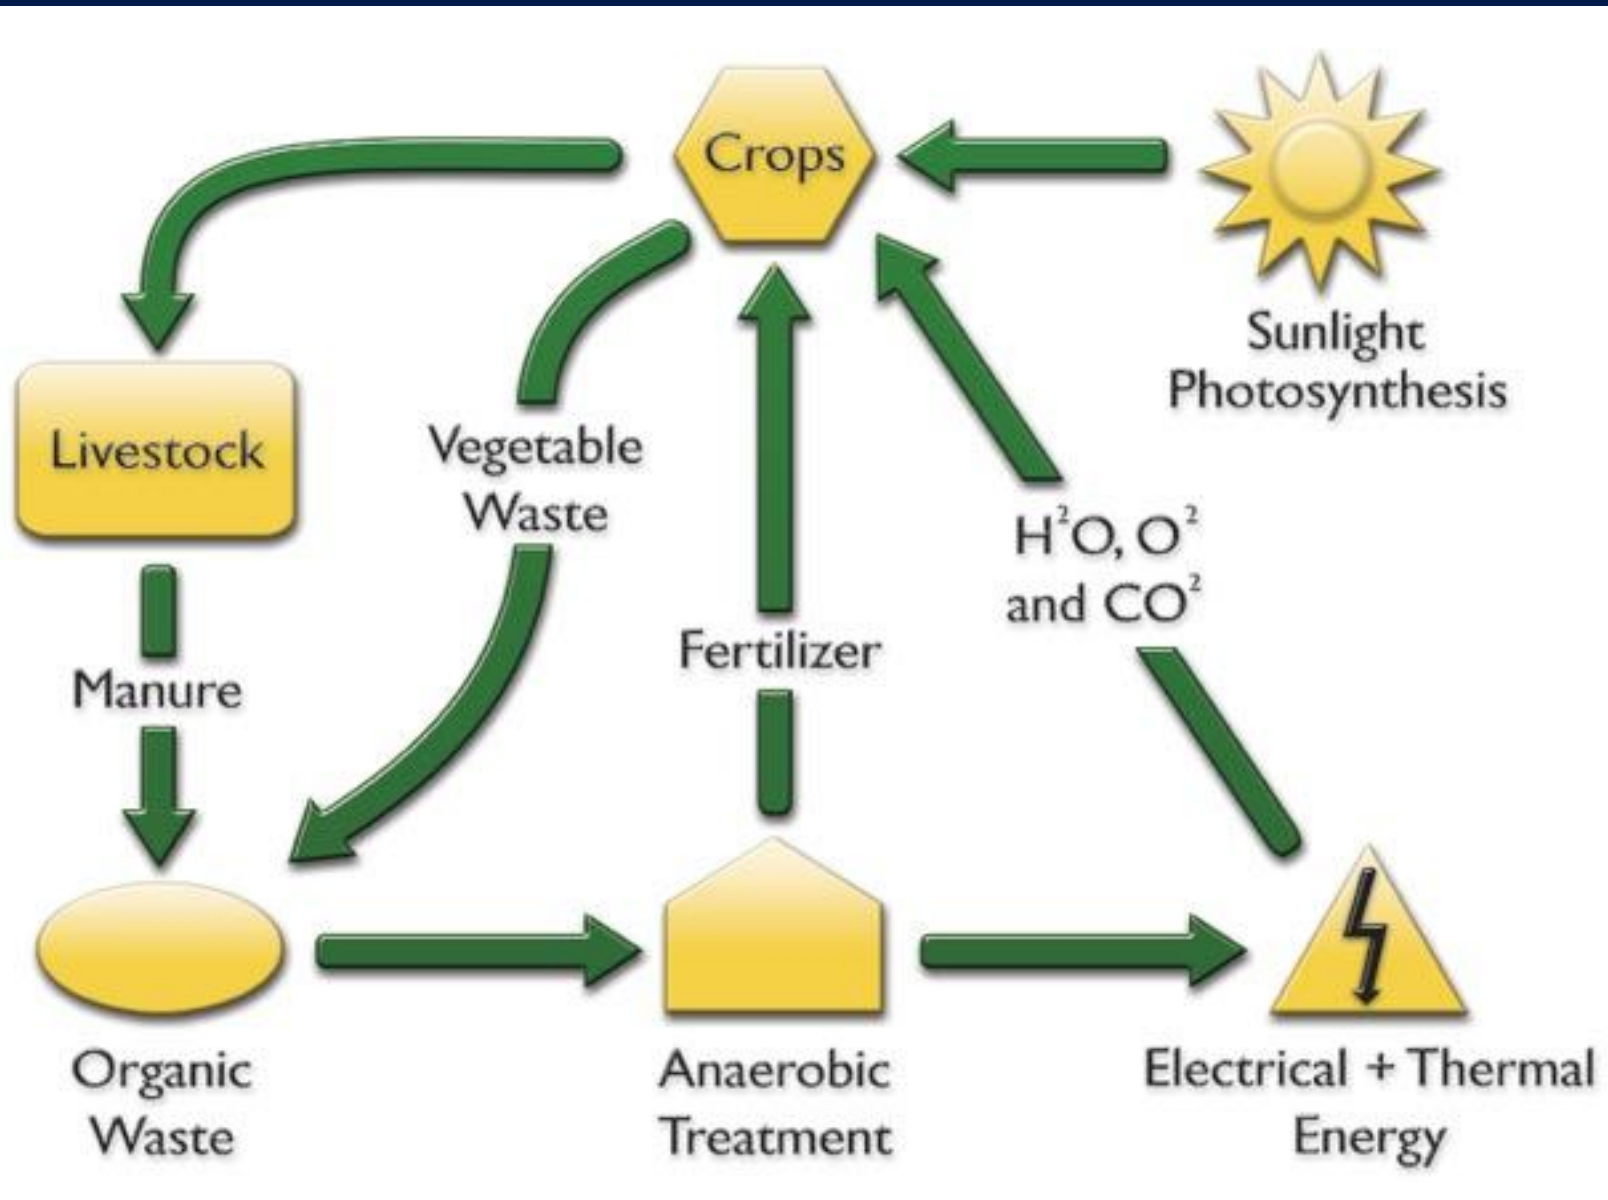 Crops
Sunlight
Photosynthesis
Livestock
Vegetable
Waste
H²O, O²
and CO²
Fertilizer
Manure
Organic
Waste
Anaerobic
Treatment
Electrical + Thermal
Energy